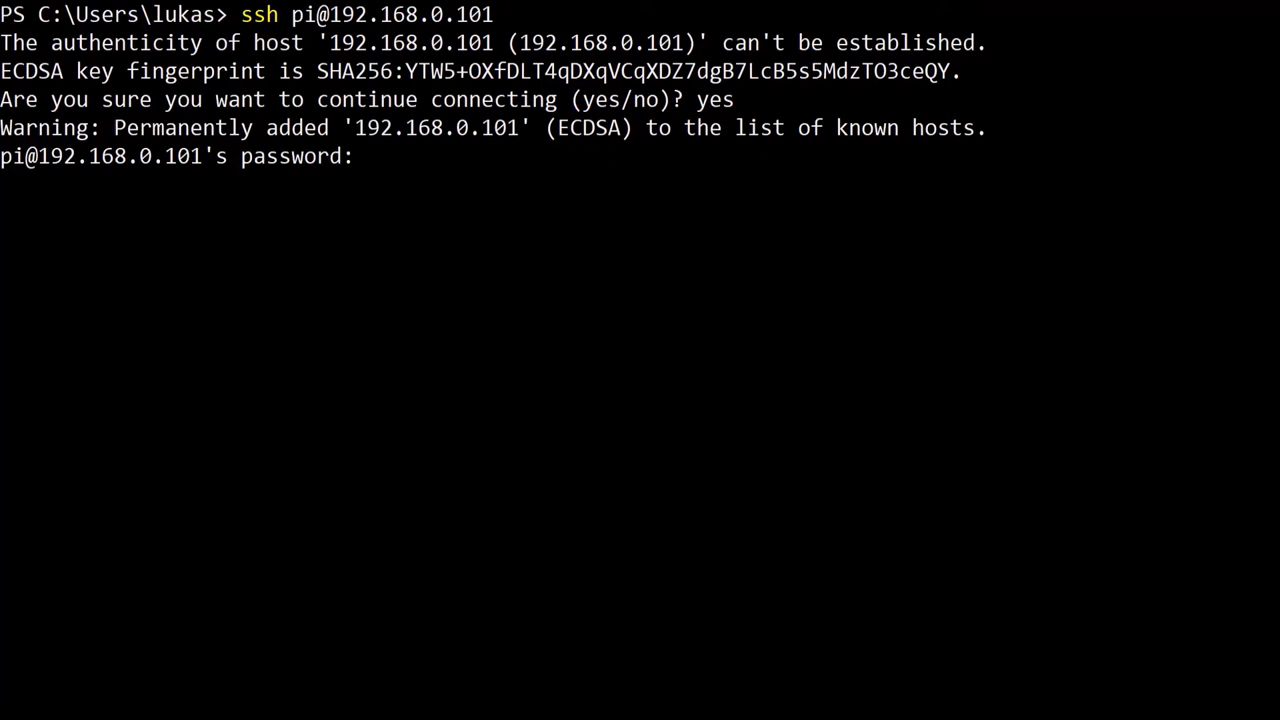 PS C:\Users\lukas> ssh pi@192.168.0.101
The authenticity of host '192.168.0.101 (192.168.0.101)' can't be established.
ECDSA key fingerprint is SHA256:YTW5+OXfDLT4qDXqVCqXDZ7dgB7LcB5s5MdzTO3ceQY.
Are you sure you want to continue connecting (yes/no)? yes
Warning: Permanently added '192.168.0.101' (ECDSA) to the list of known hosts.
pi@192.168.0.101's password: